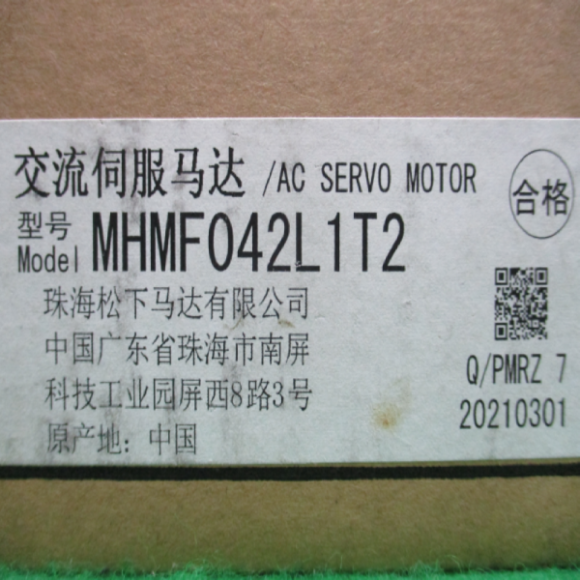 交流伺服马达 /AC SERVO MOTOR
合格
型号
Model MHMF042L1T2
珠海松下马达有限公司
中国广东省珠海市南屏
科技工业园屏西8路3号
原产地: 中国
Q/PMRZ 7
20210301